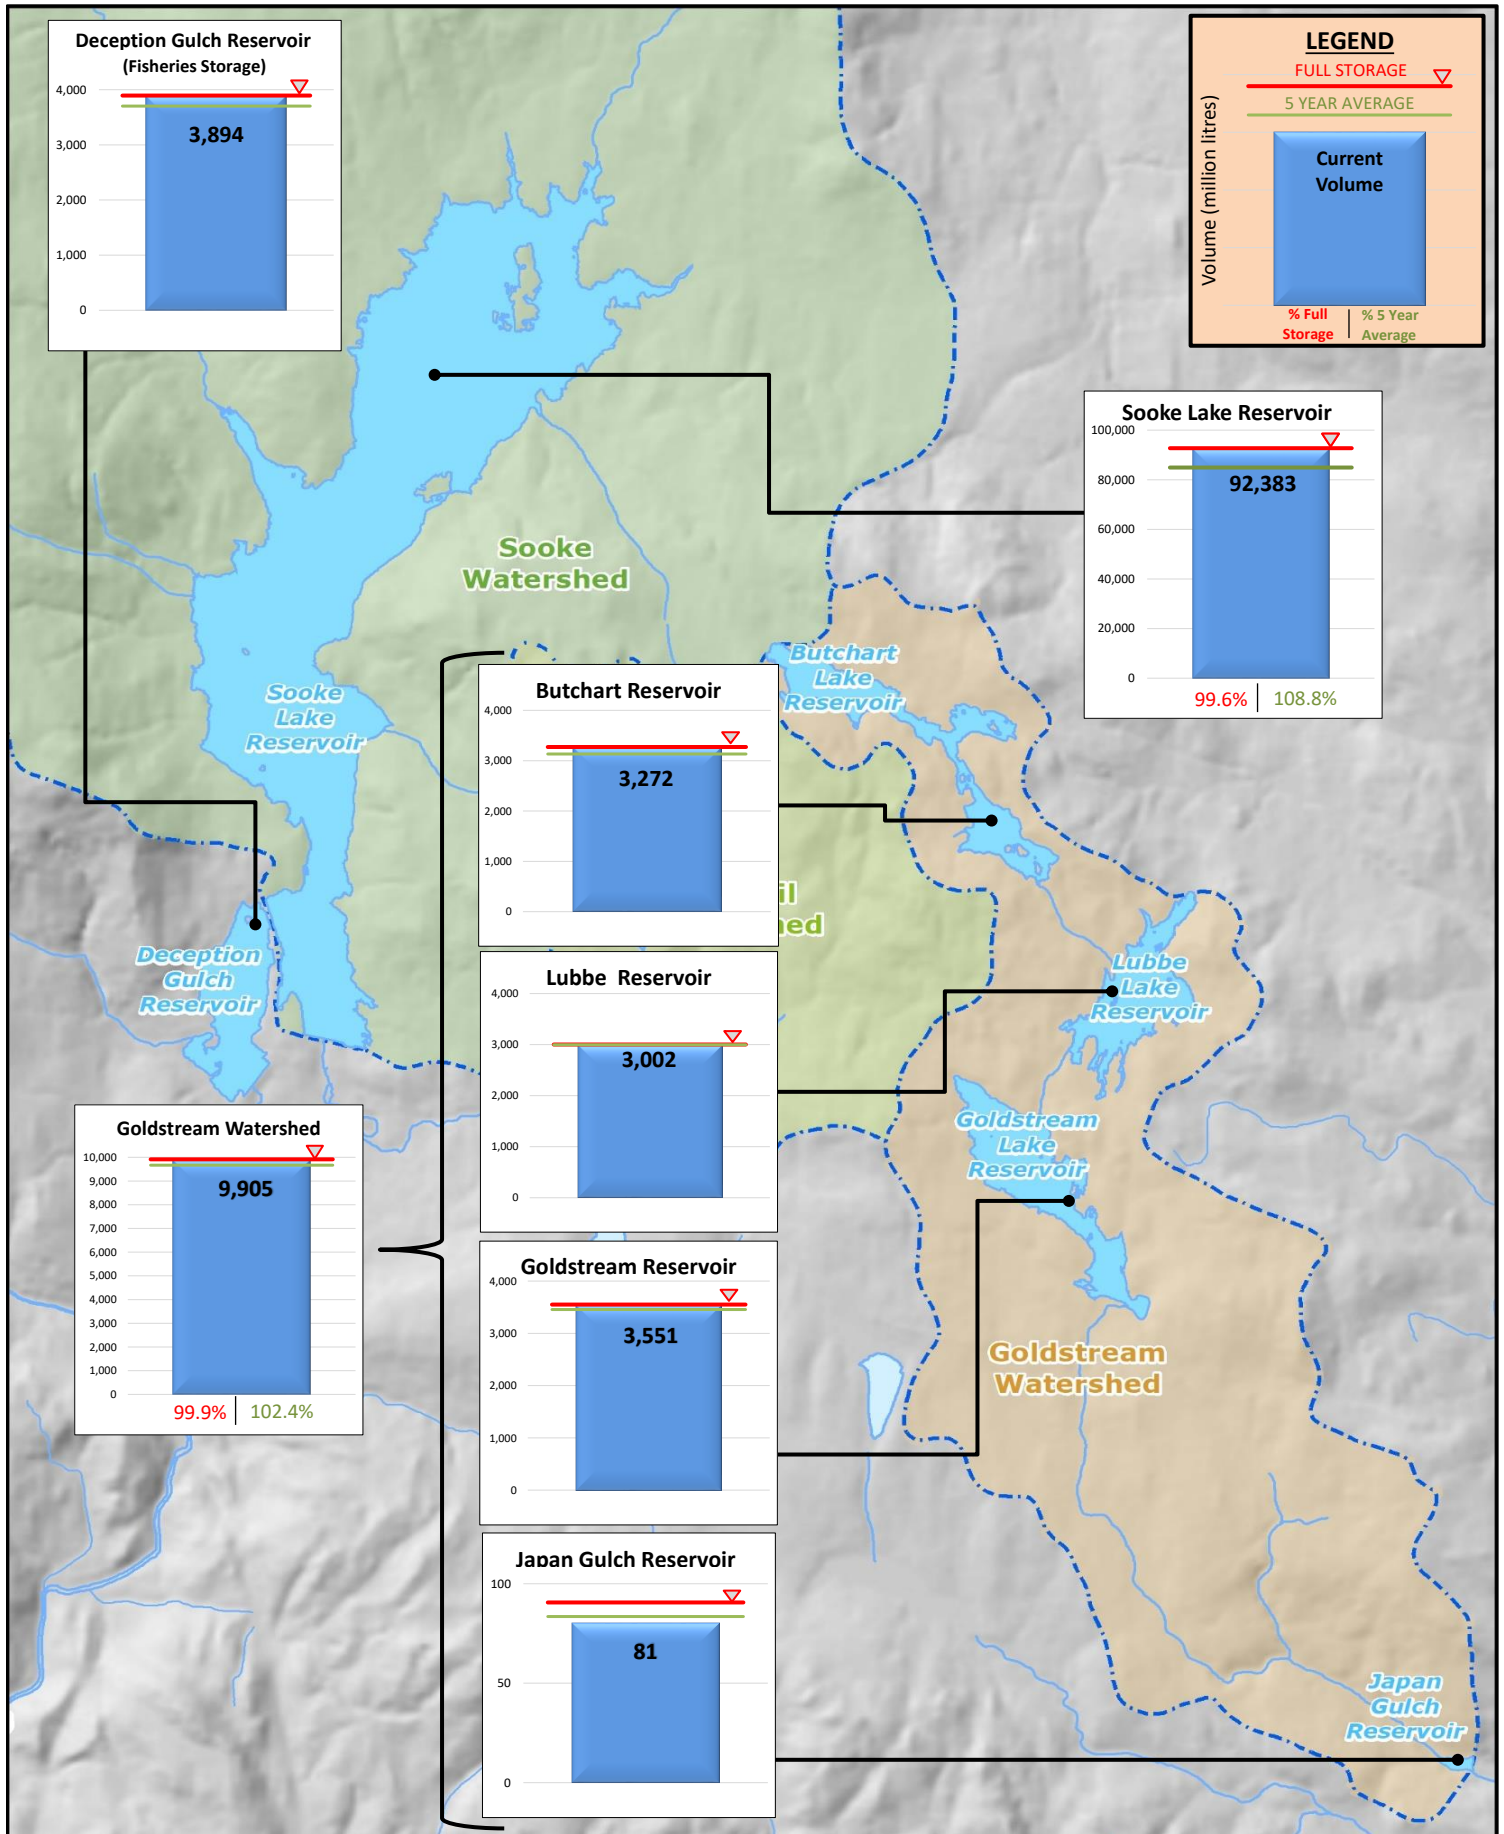 Deception Gulch Reservoir
(Fisheries Storage)
4,000
3,000
2,000
1,000
0
3,894
LEGEND
FULL STORAGE
5 YEAR AVERAGE
Volume (million litres)
Current
Volume
% Full
Storage
% 5 Year
Average
Sooke Lake Reservoir
100,000
80,000
60,000
40,000
20,000
0
92,383
99.6%
108.8%
Sooke
Watershed
Sooke
Lake
Reservoir
Butchart
Lake
Reservoir
Butchart Reservoir
4,000
3,000
2,000
1,000
0
3,272
il
ed
Deception
Gulch
Reservoir
Lubbe
Lake
Reservoir
Lubbe Reservoir
4,000
3,000
2,000
1,000
0
3,002
Goldstream Watershed
10,000
9,000
8,000
7,000
6,000
5,000
4,000
3,000
2,000
1,000
0
9,905
99.9%
102.4%
Goldstream
Lake
Reservoir
Goldstream Reservoir
4,000
3,000
2,000
1,000
0
3,551
Goldstream
Watershed
Japan Gulch Reservoir
100
50
0
81
Japan
Gulch
Reservoir